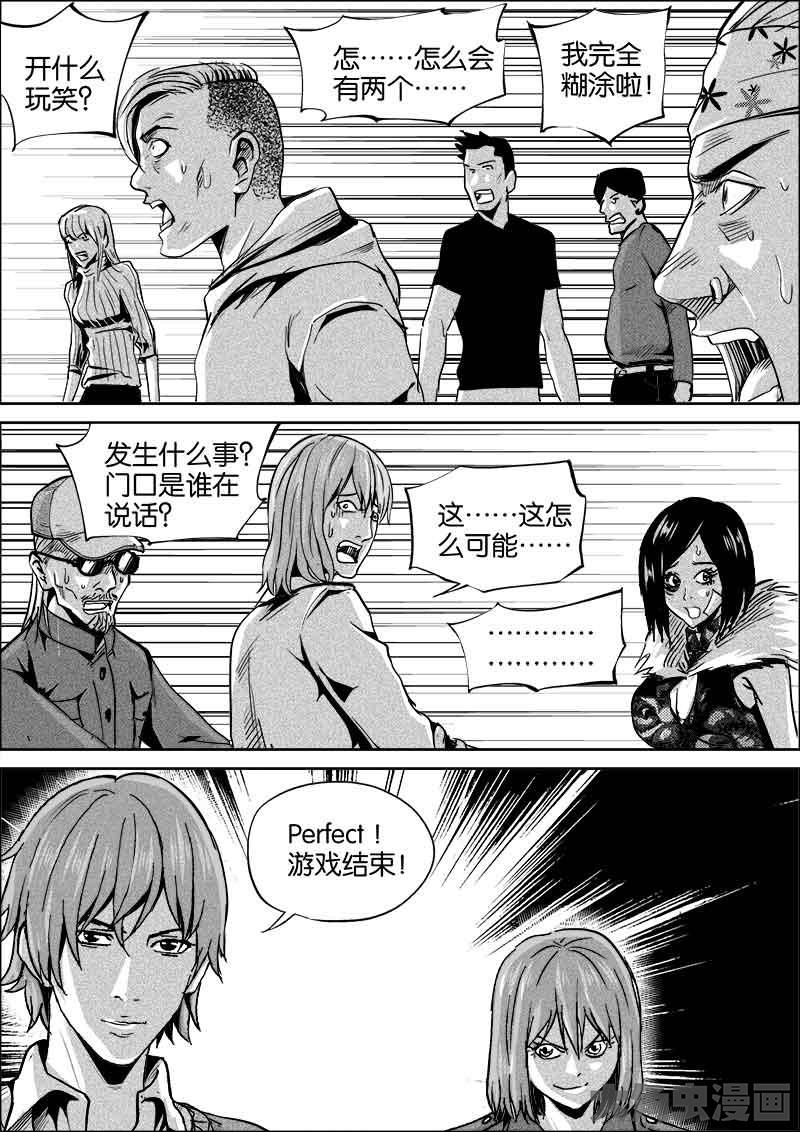 开什么
玩笑？
怎……怎么会
有两个……
我完全
糊涂啦！
发生什么事？
门口是谁在
说话？
这……这怎
么可能……
…………
…………
Perfect！
游戏结束！
虫漫画